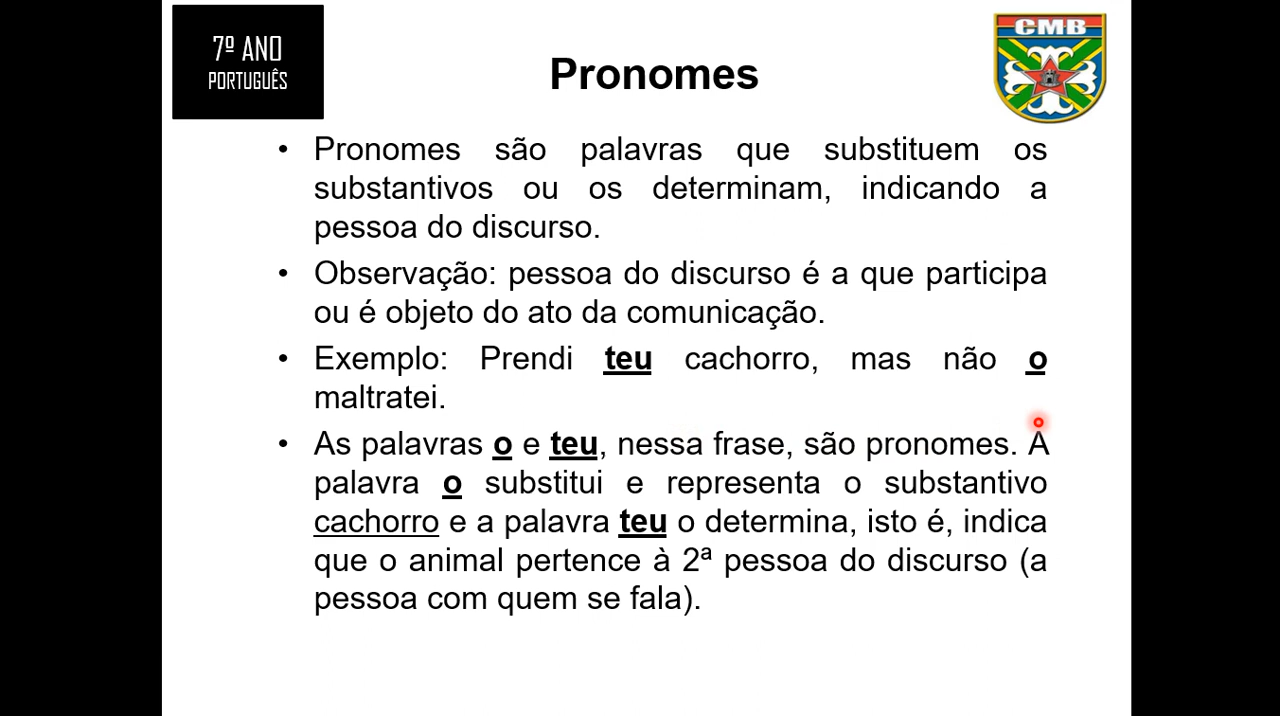 7º ANO
PORTUGUÊS
CMB
Pronomes
• Pronomes são palavras que substituem os
substantivos ou os determinam, indicando a
pessoa do discurso.
• Observação: pessoa do discurso é a que participa
ou é objeto do ato da comunicação.
• Exemplo: Prendi teu cachorro, mas não o
maltratei.
• As palavras o e teu, nessa frase, são pronomes. A
palavra o substitui e representa o substantivo
cachorro e a palavra teu o determina, isto é, indica
que o animal pertence à 2ª pessoa do discurso (a
pessoa com quem se fala).